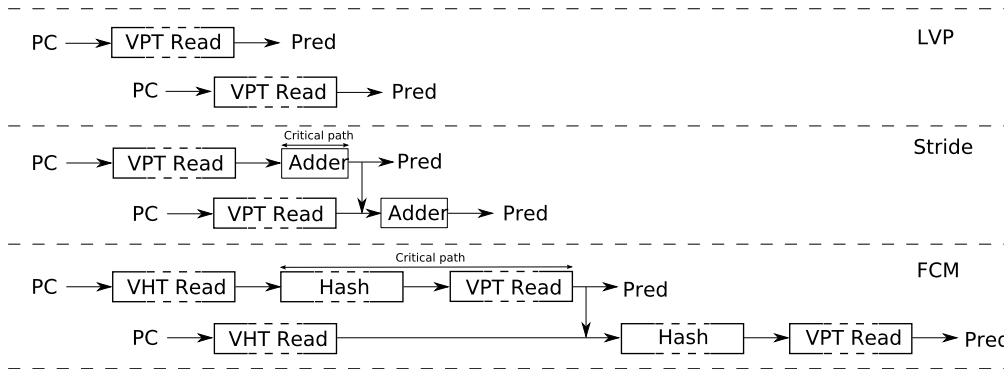 PC VPT Read Pred LVP
PC VPT Read Pred
Critical path
PC VPT Read Adder Pred Stride
PC VPT Read Adder Pred
Critical path
PC VHT Read Hash VPT Read Pred FCM
PC VHT Read Hash VPT Read Pred